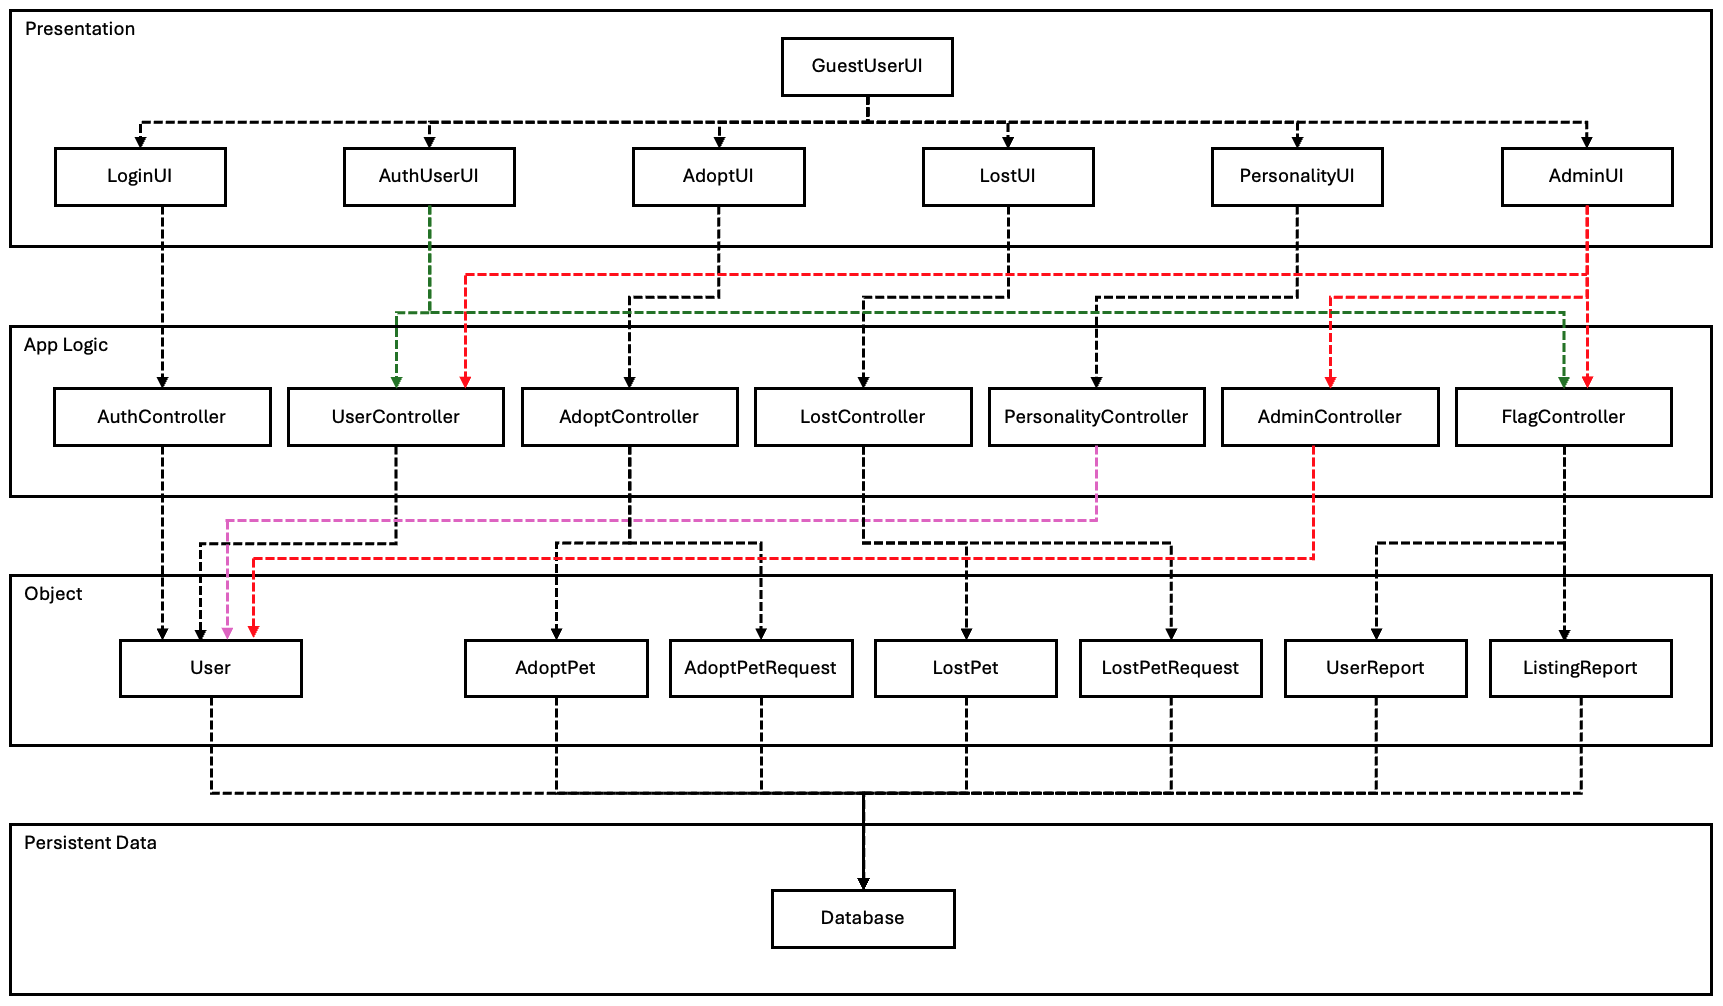 Presentation
GuestUserUI
LoginUI
AuthUserUI
AdoptUI
LostUI
PersonalityUI
AdminUI
App Logic
AuthController
UserController
AdoptController
LostController
PersonalityController
AdminController
FlagController
Object
User
AdoptPet
AdoptPetRequest
LostPet
LostPetRequest
UserReport
ListingReport
Persistent Data
Database